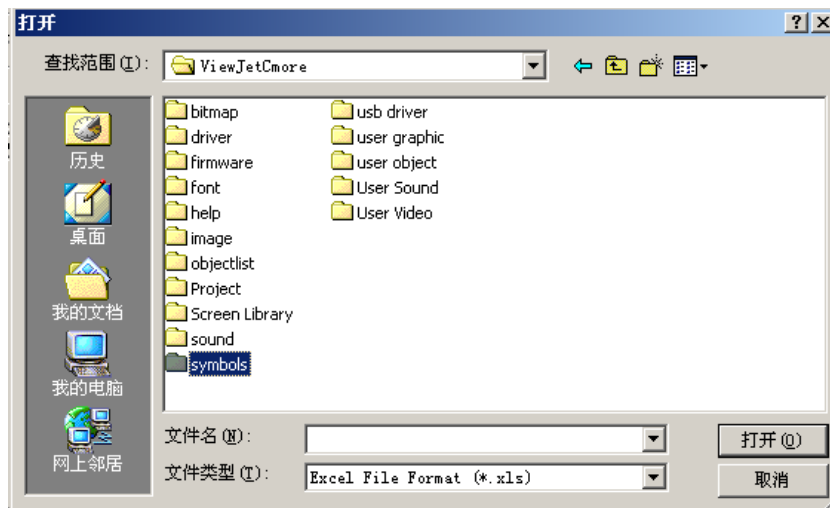 打开
查找范围(I): ViewJetCmore
历史
桌面
我的文档
我的电脑
网上邻居
bitmap
driver
firmware
font
help
image
objectlist
Project
Screen Library
sound
symbols
usb driver
user graphic
user object
User Sound
User Video
文件名(N): 打开(O)
文件类型(T): Excel File Format (*.xls) 取消